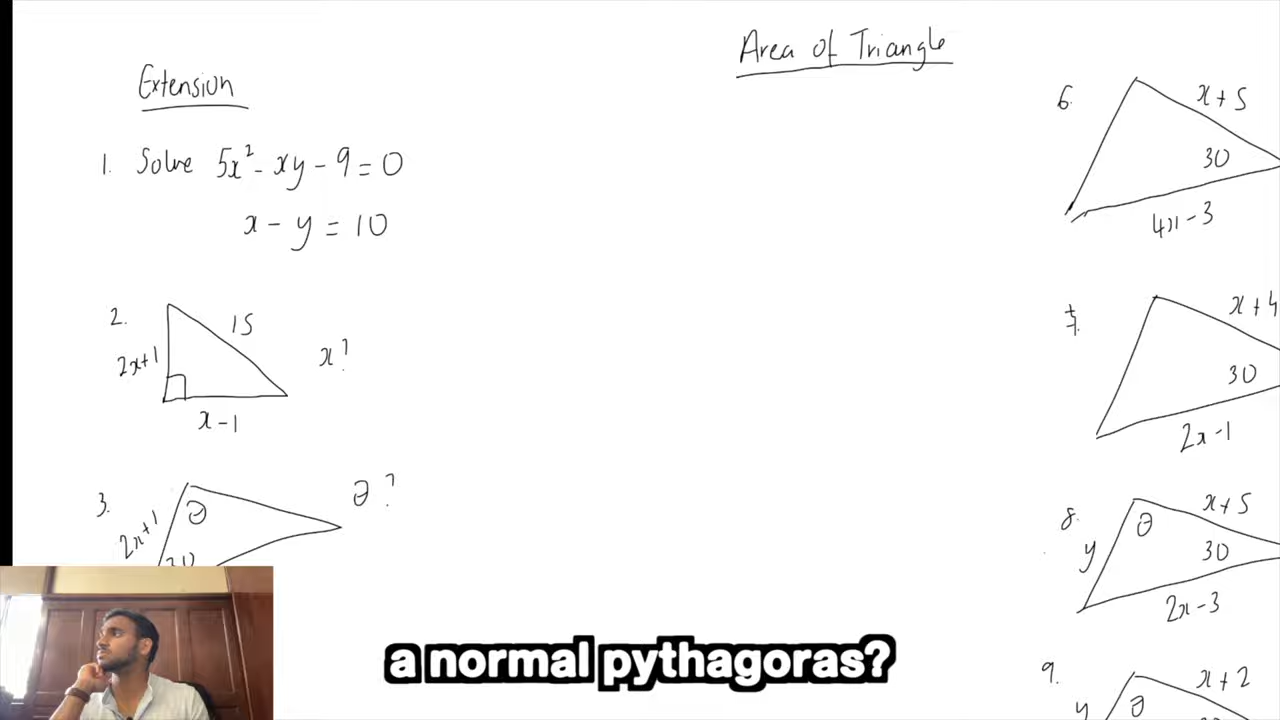 Area of Triangle
Extension
1. Solve 5x² - xy - 9 = 0
x - y = 10
2.
15
2x+1
x?
x-1
3.
2x+1
θ
θ ?
30
6.
x+5
30
4x-3
7.
x+4
30
2x-1
8.
x+5
y
θ
30
2x-3
9.
x+2
y
θ
a normal pythagoras?